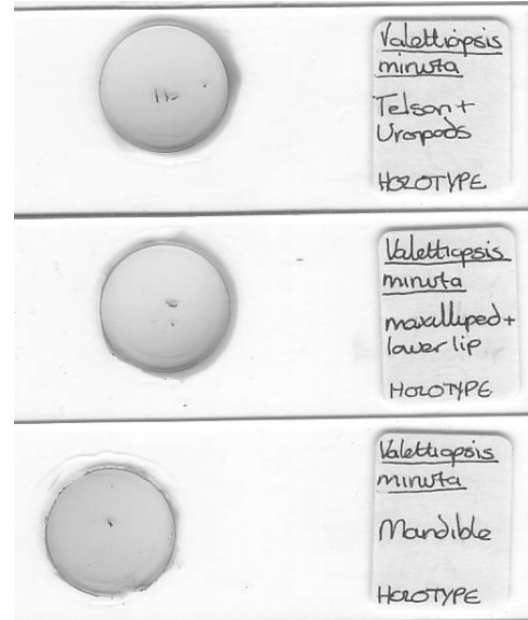 Valettiopsis
minuta
Telson +
Uropods
HOLOTYPE
Valettiopsis
minuta
maxilliped +
lower lip
HOLOTYPE
Valettiopsis
minuta
Mandible
HOLOTYPE